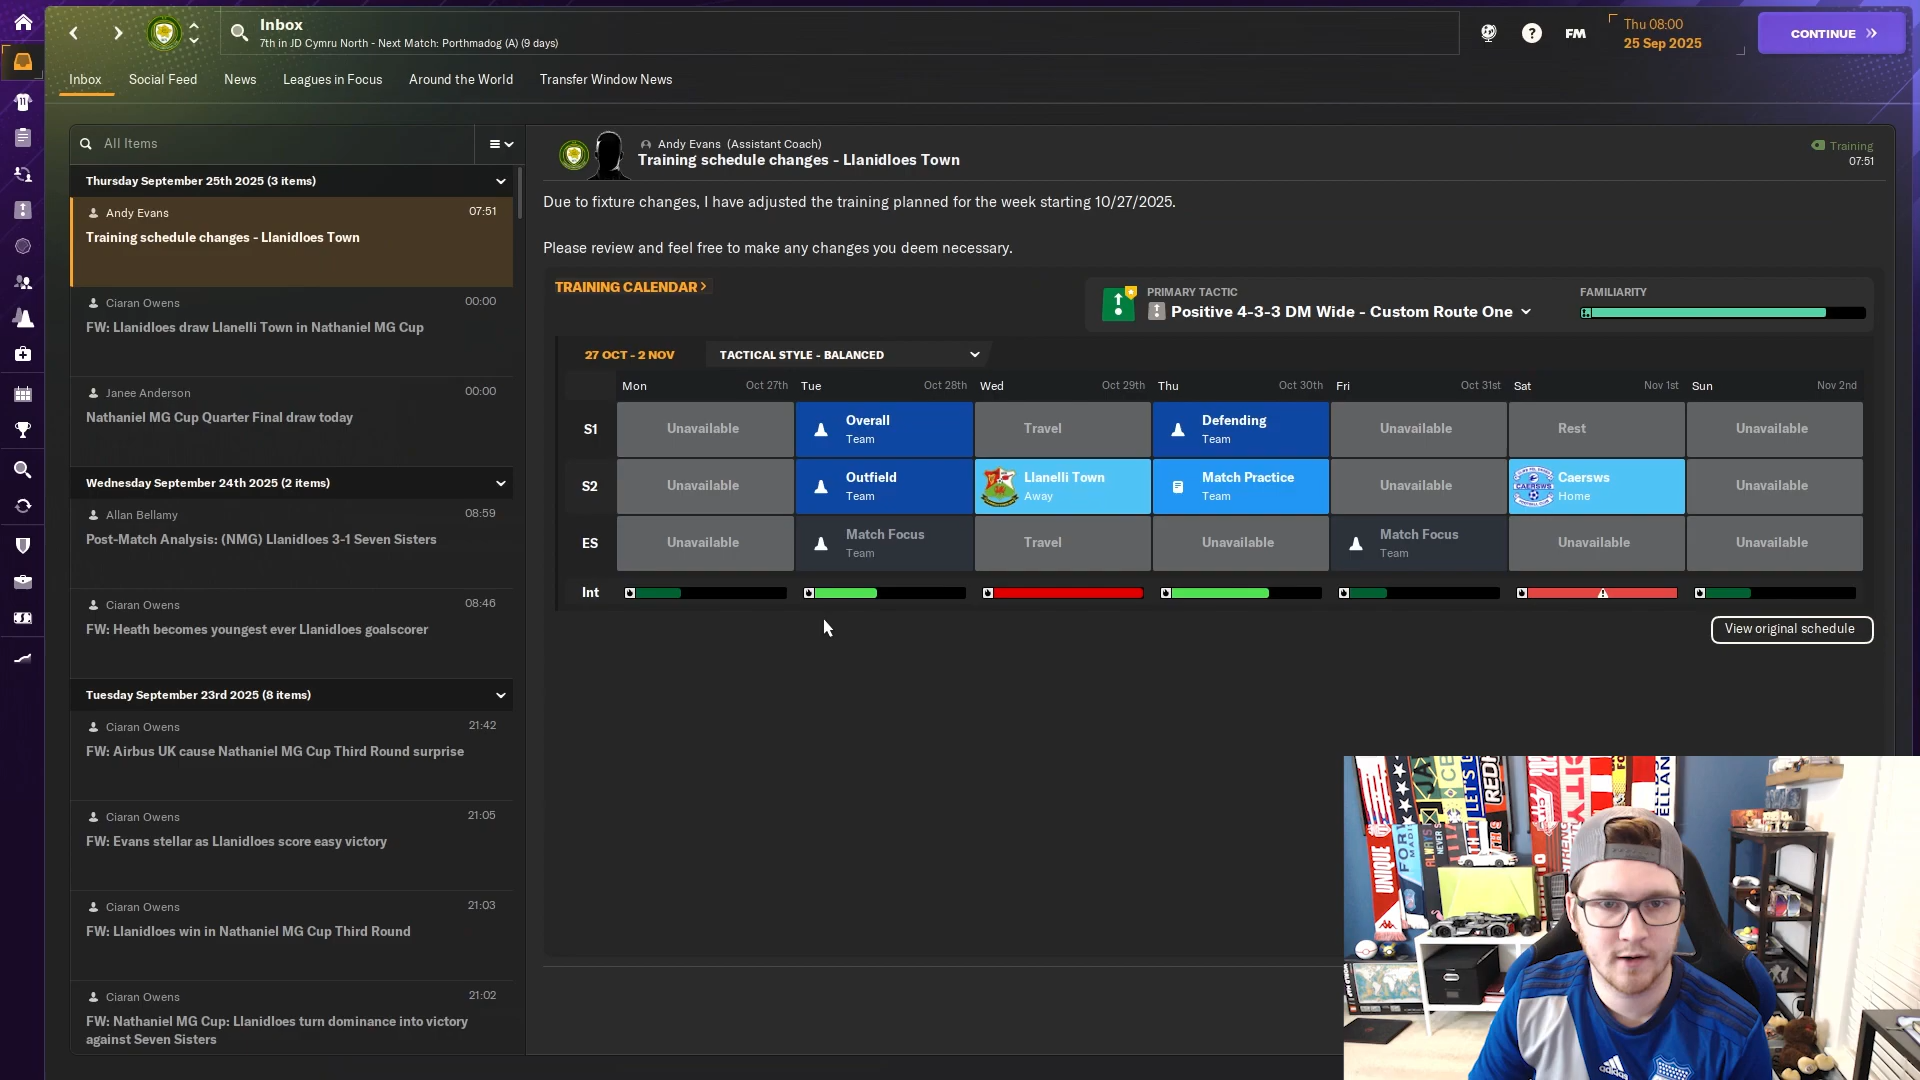 Inbox
7th in JD Cymru North - Next Match: Porthmadog (A) (9 days)
FM
Thu 08:00
25 Sep 2025
CONTINUE
Inbox
Social Feed
News
Leagues in Focus
Around the World
Transfer Window News
All Items
Thursday September 25th 2025 (3 items)
Andy Evans 07:51
Training schedule changes - Llanidloes Town
Ciaran Owens 00:00
FW: Llanidloes draw Llanelli Town in Nathaniel MG Cup
Janee Anderson 00:00
Nathaniel MG Cup Quarter Final draw today
Wednesday September 24th 2025 (2 items)
Allan Bellamy 08:59
Post-Match Analysis: (NMG) Llanidloes 3-1 Seven Sisters
Ciaran Owens 08:46
FW: Heath becomes youngest ever Llanidloes goalscorer
Tuesday September 23rd 2025 (8 items)
Ciaran Owens 21:42
FW: Airbus UK cause Nathaniel MG Cup Third Round surprise
Ciaran Owens 21:05
FW: Evans stellar as Llanidloes score easy victory
Ciaran Owens 21:03
FW: Llanidloes win in Nathaniel MG Cup Third Round
Ciaran Owens 21:02
FW: Nathaniel MG Cup: Llanidloes turn dominance into victory
against Seven Sisters
Andy Evans (Assistant Coach)
Training schedule changes - Llanidloes Town
Training
07:51
Due to fixture changes, I have adjusted the training planned for the week starting 10/27/2025.
Please review and feel free to make any changes you deem necessary.
TRAINING CALENDAR >
PRIMARY TACTIC
Positive 4-3-3 DM Wide - Custom Route One
FAMILIARITY
27 OCT - 2 NOV
TACTICAL STYLE - BALANCED
Mon Oct 27th Tue Oct 28th Wed Oct 29th Thu Oct 30th Fri Oct 31st Sat Nov 1st Sun Nov 2nd
S1 Unavailable Overall Team Travel Defending Team Unavailable Rest Unavailable
S2 Unavailable Outfield Team Llanelli Town Away Match Practice Team Unavailable Caersws Home Unavailable
ES Unavailable Match Focus Team Travel Unavailable Match Focus Team Unavailable Unavailable
Int
View original schedule
UNIQUE
ALWAYS
NEVER
LET'S
RED
CITY
adidas